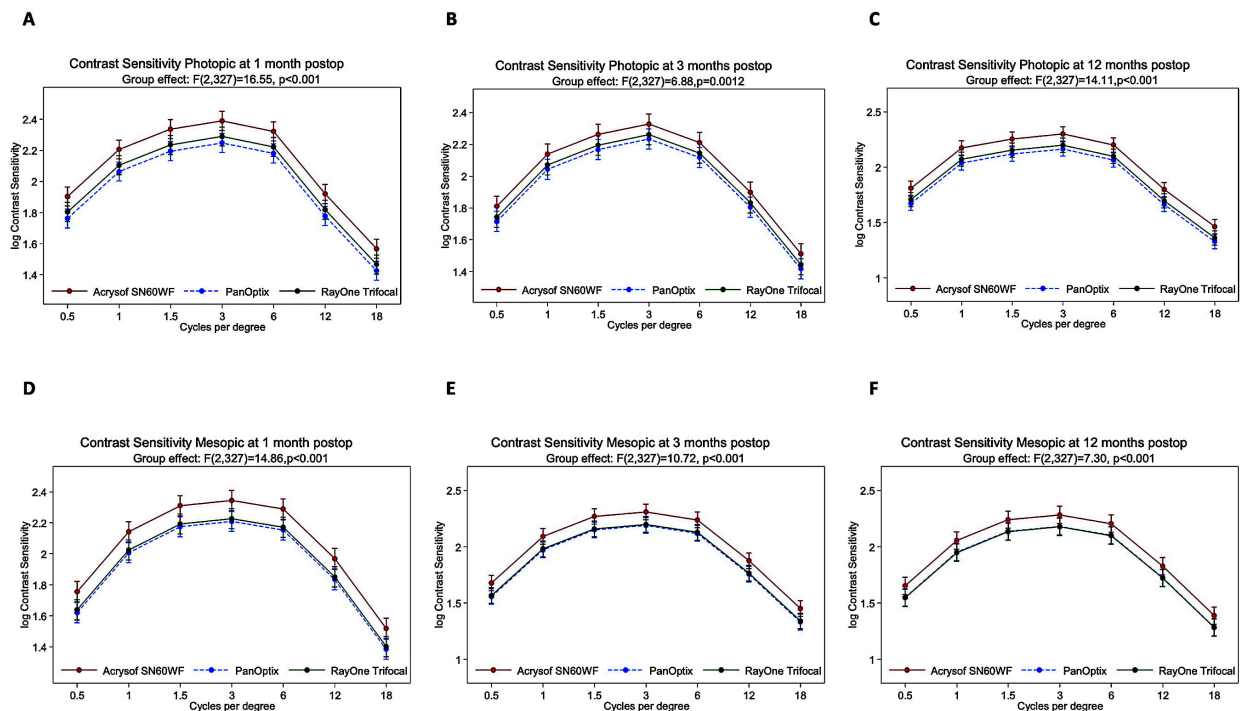 A
Contrast Sensitivity Photopic at 1 month postop
Group effect: F(2,327)=16.55, p<0.001
log Contrast Sensitivity
2.4
2.2
2
1.8
1.6
1.4
Acrysof SN60WF PanOptix RayOne Trifocal
0.5 1 1.5 3 6 12 18
Cycles per degree
B
Contrast Sensitivity Photopic at 3 months postop
Group effect: F(2,327)=6.88,p=0.0012
log Contrast Sensitivity
2.4
2.2
2
1.8
1.6
1.4
Acrysof SN60WF PanOptix RayOne Trifocal
0.5 1 1.5 3 6 12 18
Cycles per degree
C
Contrast Sensitivity Photopic at 12 months postop
Group effect: F(2,327)=14.11,p<0.001
log Contrast Sensitivity
2.5
2
1.5
1
Acrysof SN60WF PanOptix RayOne Trifocal
0.5 1 1.5 3 6 12 18
Cycles per degree
D
Contrast Sensitivity Mesopic at 1 month postop
Group effect: F(2,327)=14.86,p<0.001
log Contrast Sensitivity
2.4
2.2
2
1.8
1.6
1.4
Acrysof SN60WF PanOptix RayOne Trifocal
0.5 1 1.5 3 6 12 18
Cycles per degree
E
Contrast Sensitivity Mesopic at 3 months postop
Group effect: F(2,327)=10.72, p<0.001
log Contrast Sensitivity
2.5
2
1.5
1
Acrysof SN60WF PanOptix RayOne Trifocal
0.5 1 1.5 3 6 12 18
Cycles per degree
F
Contrast Sensitivity Mesopic at 12 months postop
Group effect: F(2,327)=7.30, p<0.001
log Contrast Sensitivity
2.5
2
1.5
1
Acrysof SN60WF PanOptix RayOne Trifocal
0.5 1 1.5 3 6 12 18
Cycles per degree